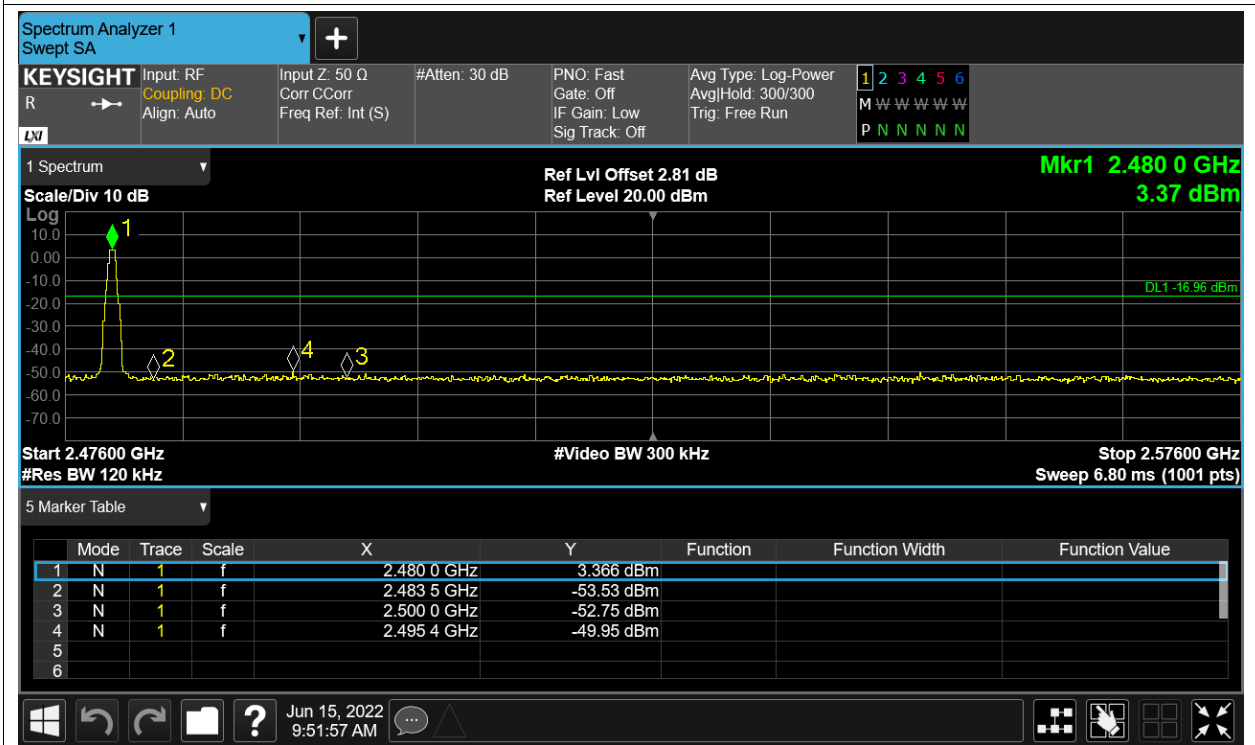 Spectrum Analyzer 1
Swept SA
KEYSIGHT Input: RF Input Z: 50 Ω #Atten: 30 dB PNO: Fast Avg Type: Log-Power 1 2 3 4 5 6
R Coupling: DC Corr CCorr Gate: Off Avg|Hold: 300/300 M W W W W W
Align: Auto Freq Ref: Int (S) IF Gain: Low Trig: Free Run
LXI Sig Track: Off P N N N N N
1 Spectrum Ref Lvl Offset 2.81 dB Mkr1 2.480 0 GHz
Scale/Div 10 dB Ref Level 20.00 dBm 3.37 dBm
Log
1
10.0
0.00
-10.0
DL1 -16.96 dBm
-20.0
-30.0
-40.0 2 4 3
-50.0
-60.0
-70.0
Start 2.47600 GHz #Video BW 300 kHz Stop 2.57600 GHz
#Res BW 120 kHz Sweep 6.80 ms (1001 pts)
5 Marker Table
Mode Trace Scale X Y Function Function Width Function Value
1 N 1 f 2.480 0 GHz 3.366 dBm
2 N 1 f 2.483 5 GHz -53.53 dBm
3 N 1 f 2.500 0 GHz -52.75 dBm
4 N 1 f 2.495 4 GHz -49.95 dBm
5
6
? Jun 15, 2022
9:51:57 AM